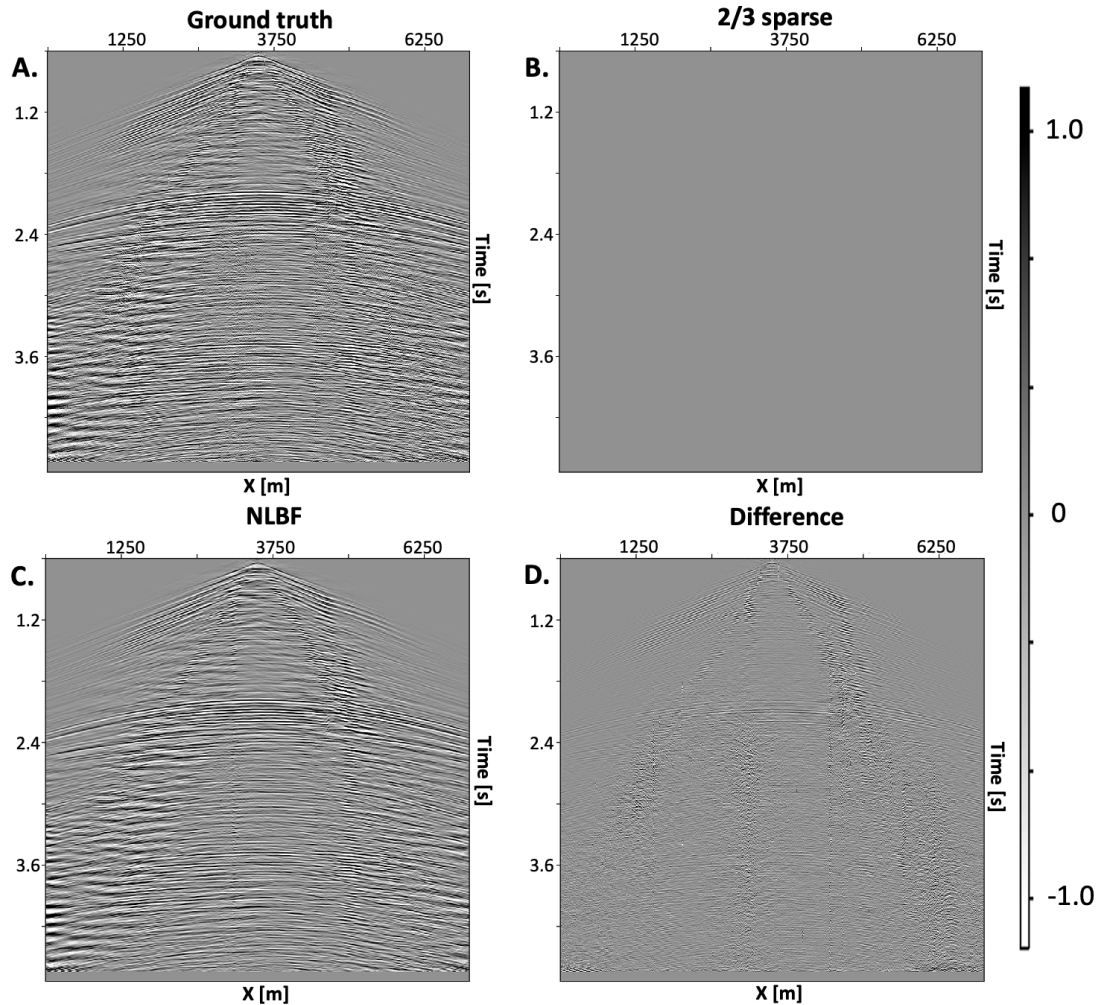 Ground truth
2/3 sparse
1250 3750 6250
1250 3750 6250
A.
B.
1.2
2.4
3.6
Time [s]
X [m]
1.2
2.4
3.6
Time [s]
X [m]
1.0
0
-1.0
NLBF
Difference
1250 3750 6250
1250 3750 6250
C.
D.
1.2
2.4
3.6
Time [s]
X [m]
1.2
2.4
3.6
Time [s]
X [m]